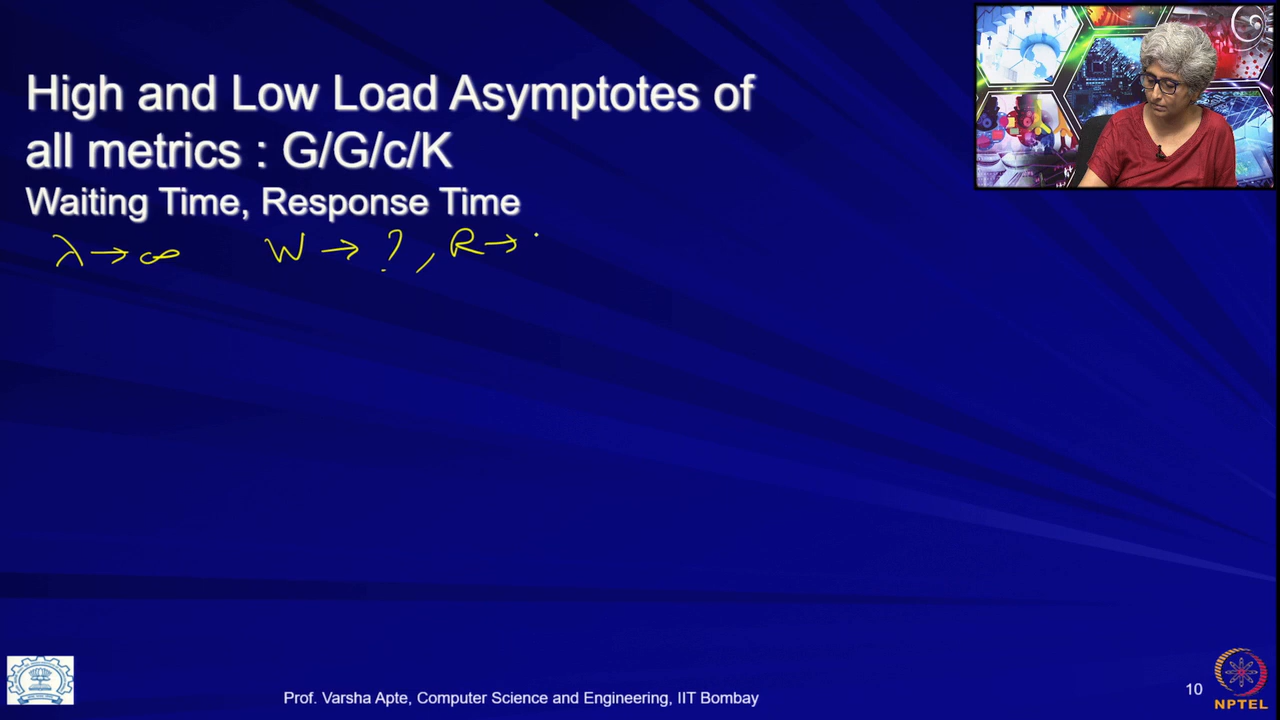 High and Low Load Asymptotes of
all metrics : G/G/c/K
Waiting Time, Response Time
λ → ∞ W → ? , R →
Prof. Varsha Apte, Computer Science and Engineering, IIT Bombay
10
NPTEL